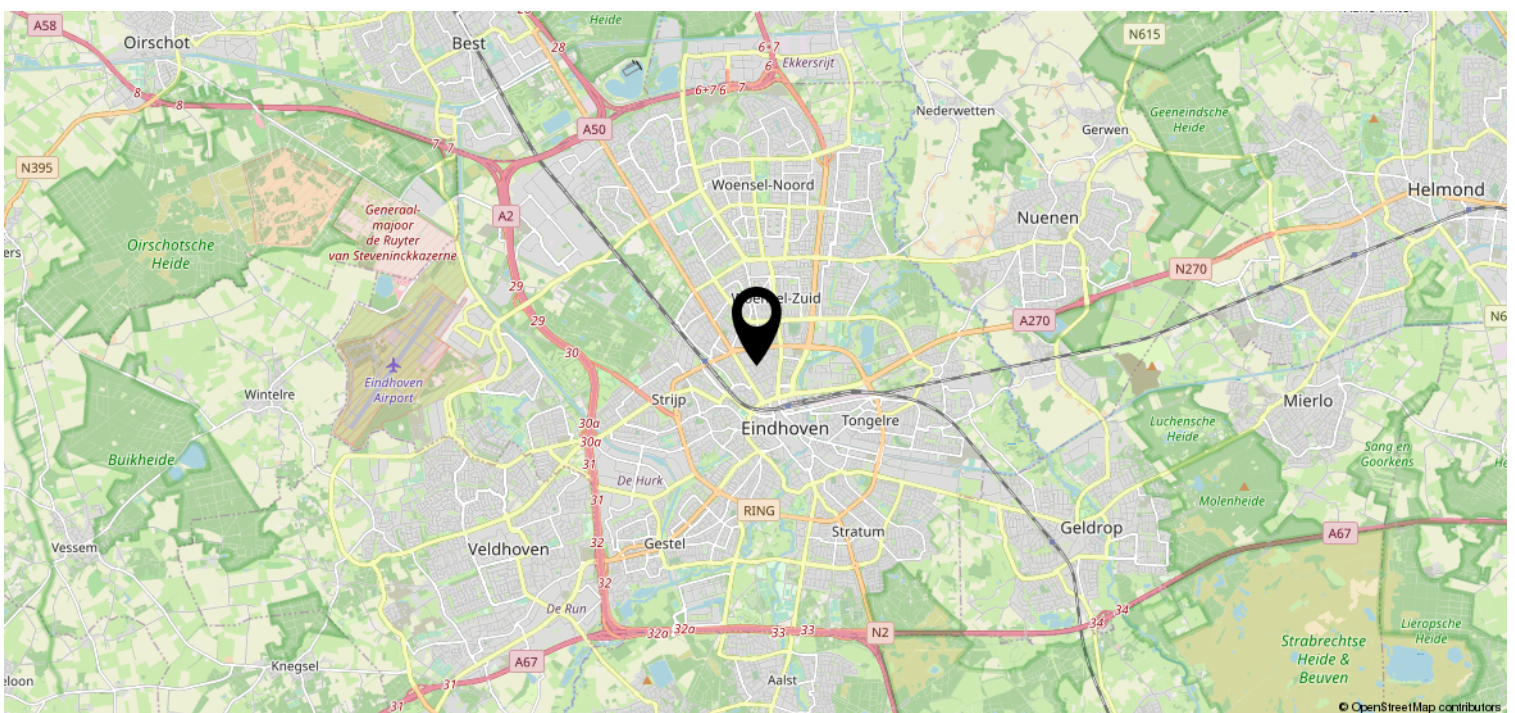 A58
Oirschot
Best
28
Heide
28
6+7
6
Ekkersrijt
6+7 6 7
N615
Helmond
8
8
A50
Nederwetten
Gerwen
Geeneindsche
Heide
7 7
N395
Woensel-Noord
Nuenen
A2
Generaal-
majoor
de Ruyter
van Steveninckkazerne
Oirschotsche
Heide
ers
N270
29
29
Woensel-Zuid
A270
N6
30
Eindhoven
Airport
Wintelre
Strijp
Eindhoven
Tongelre
Mierlo
Luchensche
Heide
30a
30a
31
Buikheide
Sang en
Goorkens
He
De Hurk
31
RING
Molenheide
Stratum
Geldrop
A67
Vessem
Veldhoven
32
Gestel
32
De Run
34
34
32a 32a
33 33
N2
Lieropsche
Heide
Strabrechtse
Heide &
Beuven
A67
Knegsel
eloon
31
Aalst
31
© OpenStreetMap contributors